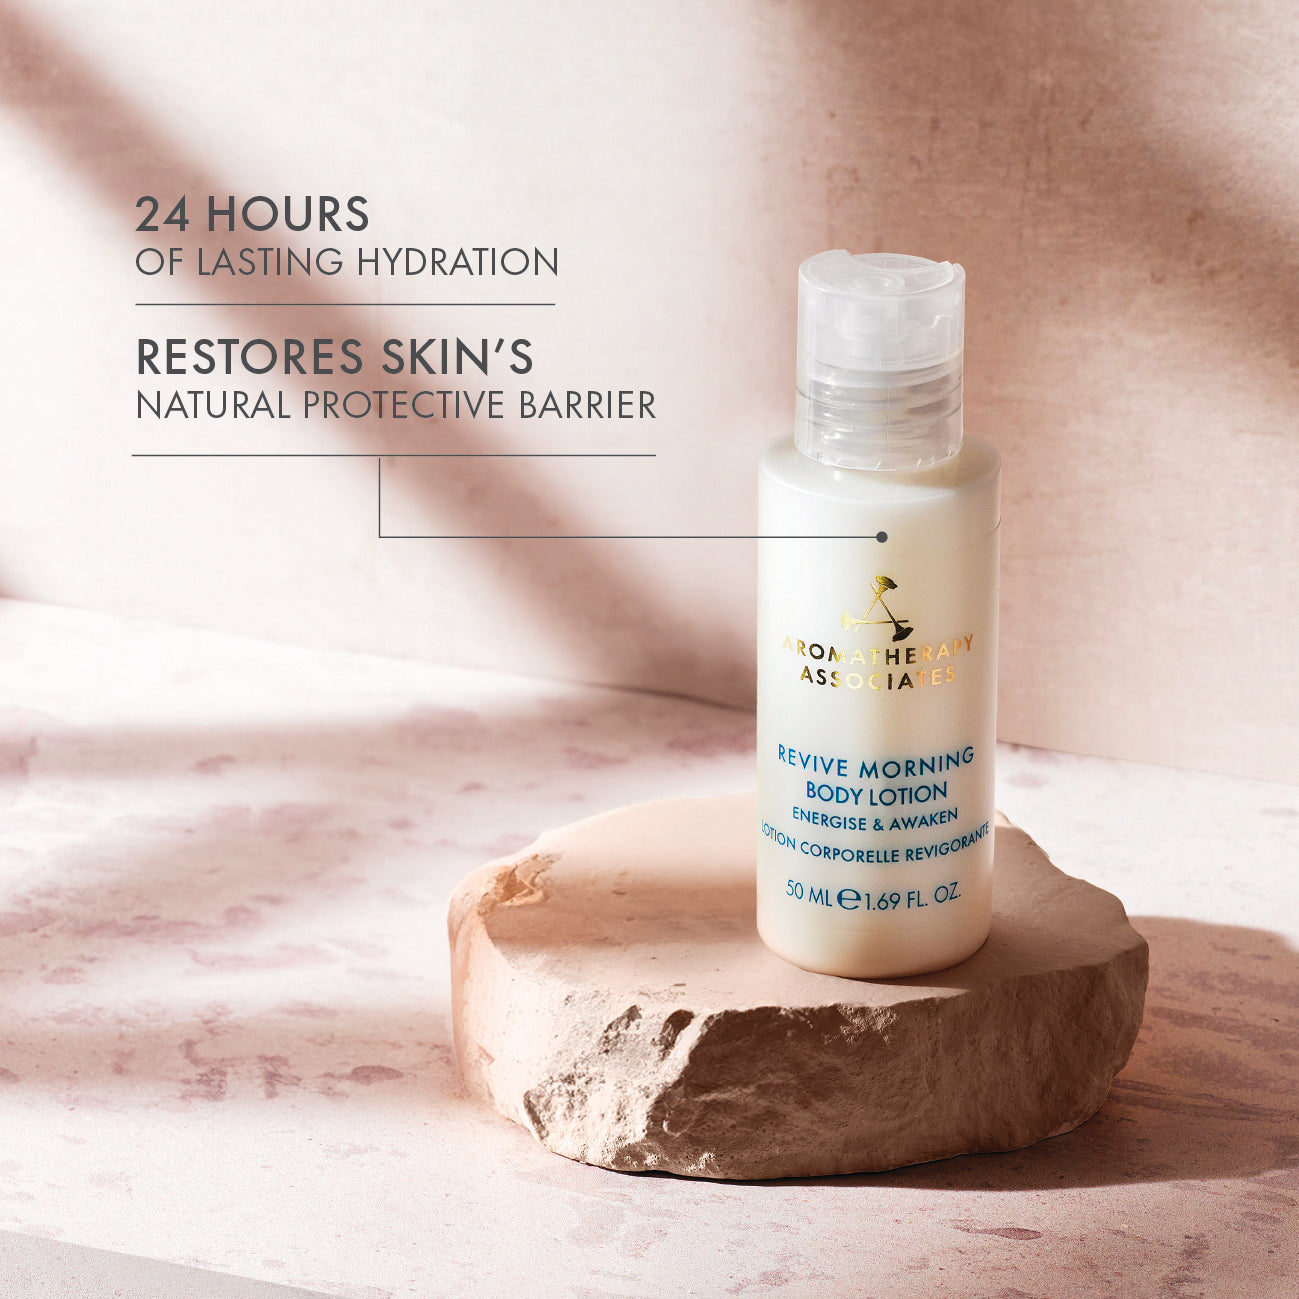 24 HOURS
OF LASTING HYDRATION
RESTORES SKIN’S
NATURAL PROTECTIVE BARRIER
AROMATHERAPY
ASSOCIATES
REVIVE MORNING
BODY LOTION
ENERGISE & AWAKEN
LOTION CORPORELLE REVIGORANTE
50 ML ℮ 1.69 FL. OZ.